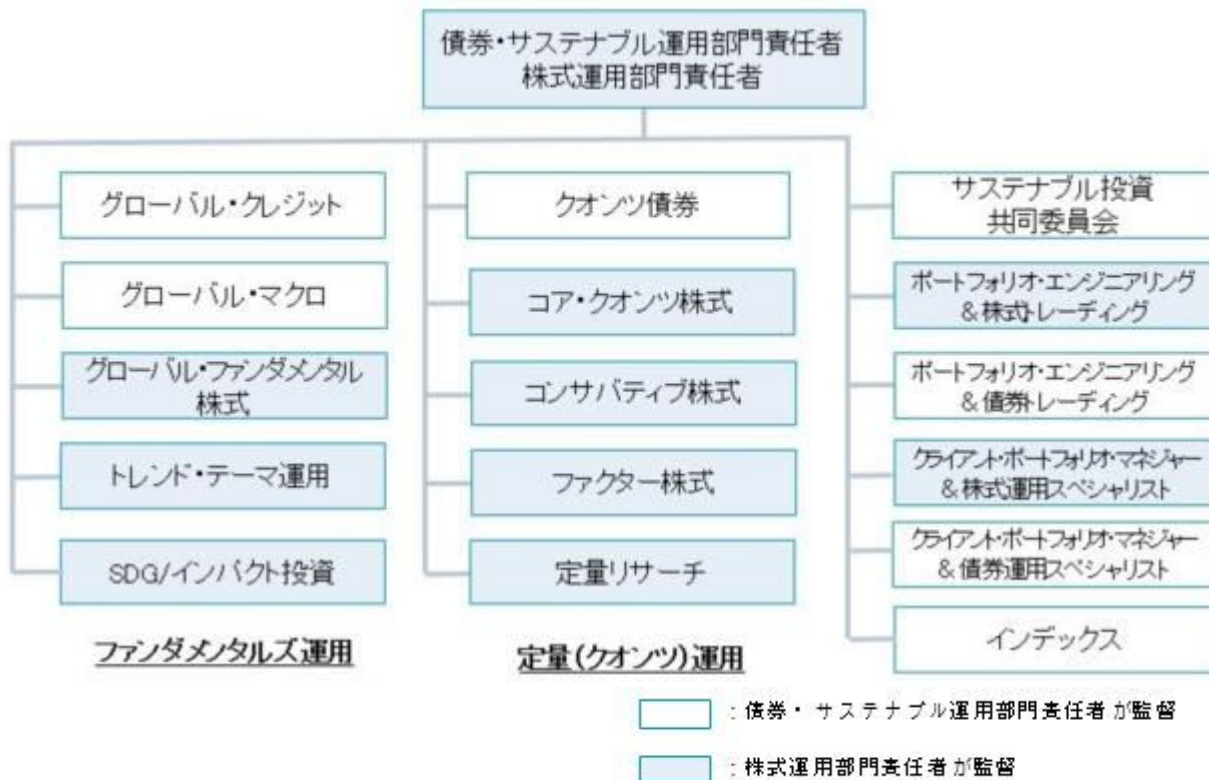 債券・サステナブル運用部門責任者
株式運用部門責任者
グローバル・クレジット
グローバル・マクロ
グローバル・ファンダメンタル
株式
トレンド・テーマ運用
SDG/インパクト投資
ファンダメンタルズ運用
クオンツ債券
コア・クオンツ株式
コンサバティブ株式
ファクター株式
定量リサーチ
定量(クオンツ)運用
サステナブル投資
共同委員会
ポートフォリオ・エンジニアリング
&株式トレーディング
ポートフォリオ・エンジニアリング
&債券トレーディング
クライアント・ポートフォリオ・マネジャー
&株式運用スペシャリスト
クライアント・ポートフォリオ・マネジャー
&債券運用スペシャリスト
インデックス
:債券・サステナブル運用部門責任者が監督
:株式運用部門責任者が監督